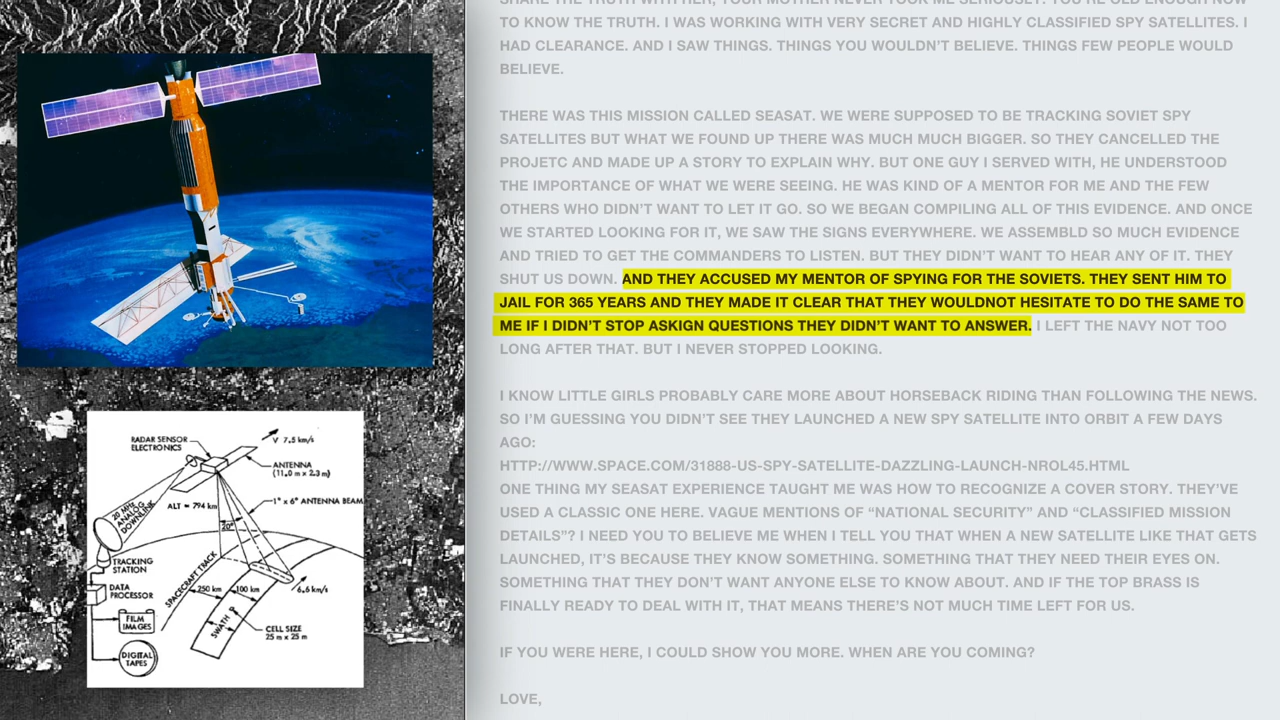 SHARE THE TRUTH WITH HER, YOUR MOTHER NEVER TOOK ME SERIOUSLY. YOU'RE OLD ENOUGH NOW
TO KNOW THE TRUTH. I WAS WORKING WITH VERY SECRET AND HIGHLY CLASSIFIED SPY SATELLITES. I
HAD CLEARANCE. AND I SAW THINGS. THINGS YOU WOULDN'T BELIEVE. THINGS FEW PEOPLE WOULD
BELIEVE.
THERE WAS THIS MISSION CALLED SEASAT. WE WERE SUPPOSED TO BE TRACKING SOVIET SPY
SATELLITES BUT WHAT WE FOUND UP THERE WAS MUCH MUCH BIGGER. SO THEY CANCELLED THE
PROJETC AND MADE UP A STORY TO EXPLAIN WHY. BUT ONE GUY I SERVED WITH, HE UNDERSTOOD
THE IMPORTANCE OF WHAT WE WERE SEEING. HE WAS KIND OF A MENTOR FOR ME AND THE FEW
OTHERS WHO DIDN'T WANT TO LET IT GO. SO WE BEGAN COMPILING ALL OF THIS EVIDENCE. AND ONCE
WE STARTED LOOKING FOR IT, WE SAW THE SIGNS EVERYWHERE. WE ASSEMBLD SO MUCH EVIDENCE
AND TRIED TO GET THE COMMANDERS TO LISTEN. BUT THEY DIDN'T WANT TO HEAR ANY OF IT. THEY
SHUT US DOWN. AND THEY ACCUSED MY MENTOR OF SPYING FOR THE SOVIETS. THEY SENT HIM TO
JAIL FOR 365 YEARS AND THEY MADE IT CLEAR THAT THEY WOULDNOT HESITATE TO DO THE SAME TO
ME IF I DIDN'T STOP ASKIGN QUESTIONS THEY DIDN'T WANT TO ANSWER. I LEFT THE NAVY NOT TOO
LONG AFTER THAT. BUT I NEVER STOPPED LOOKING.
I KNOW LITTLE GIRLS PROBABLY CARE MORE ABOUT HORSEBACK RIDING THAN FOLLOWING THE NEWS.
SO I'M GUESSING YOU DIDN'T SEE THEY LAUNCHED A NEW SPY SATELLITE INTO ORBIT A FEW DAYS
AGO:
HTTP://WWW.SPACE.COM/31888-US-SPY-SATELLITE-DAZZLING-LAUNCH-NROL45.HTML
ONE THING MY SEASAT EXPERIENCE TAUGHT ME WAS HOW TO RECOGNIZE A COVER STORY. THEY'VE
USED A CLASSIC ONE HERE. VAGUE MENTIONS OF “NATIONAL SECURITY” AND “CLASSIFIED MISSION
DETAILS”? I NEED YOU TO BELIEVE ME WHEN I TELL YOU THAT WHEN A NEW SATELLITE LIKE THAT GETS
LAUNCHED, IT'S BECAUSE THEY KNOW SOMETHING. SOMETHING THAT THEY NEED THEIR EYES ON.
SOMETHING THAT THEY DON'T WANT ANYONE ELSE TO KNOW ABOUT. AND IF THE TOP BRASS IS
FINALLY READY TO DEAL WITH IT, THAT MEANS THERE'S NOT MUCH TIME LEFT FOR US.
IF YOU WERE HERE, I COULD SHOW YOU MORE. WHEN ARE YOU COMING?
LOVE,
RADAR SENSOR
ELECTRONICS
V 7.5 km/s
ANTENNA
(11.0 m x 2.3 m)
1° x 6° ANTENNA BEAM
ALT = 794 km
20°
20 MHz
ANALOG
DOWNLINK
TRACKING
STATION
DATA
PROCESSOR
FILM
IMAGES
DIGITAL
TAPES
SPACECRAFT TRACK
250 km
100 km
6.6 km/s
SWATH
CELL SIZE
25 m x 25 m